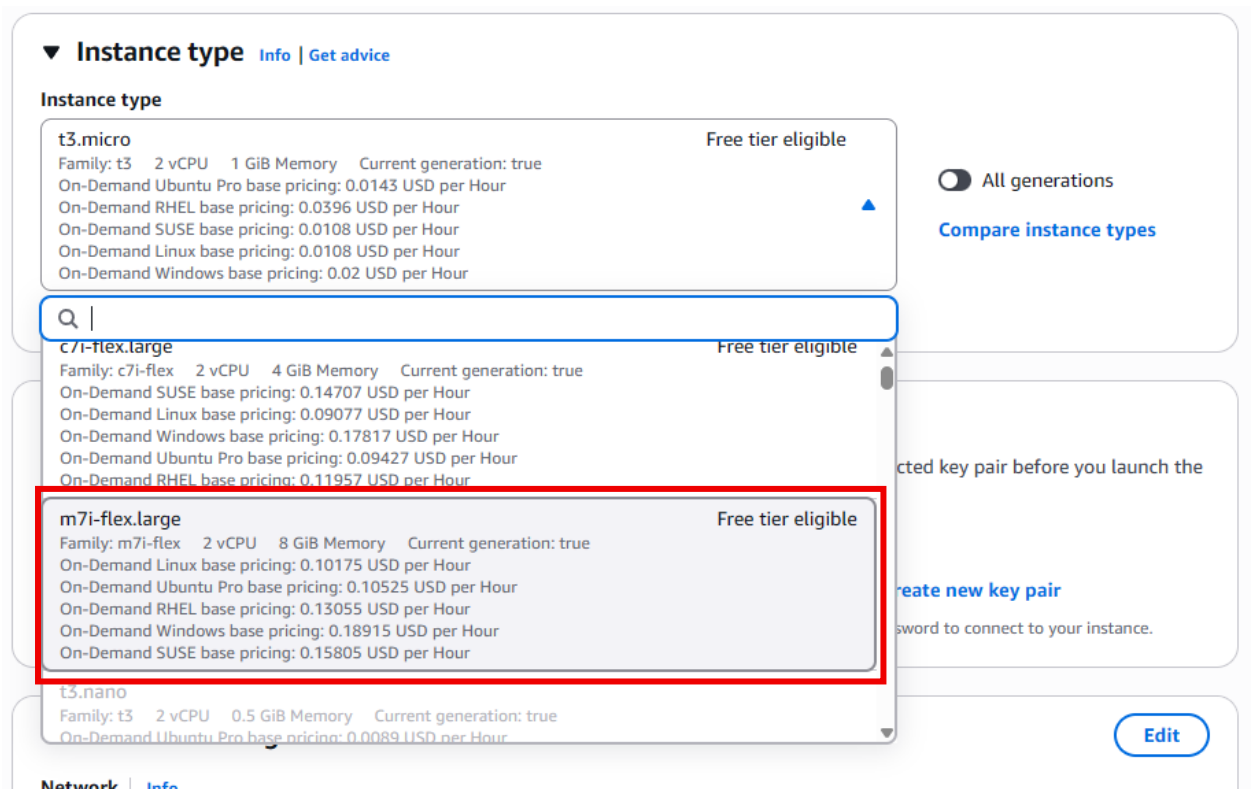 Instance type Info | Get advice
Instance type
t3.micro Free tier eligible
Family: t3 2 vCPU 1 GiB Memory Current generation: true
On-Demand Ubuntu Pro base pricing: 0.0143 USD per Hour
On-Demand RHEL base pricing: 0.0396 USD per Hour
On-Demand SUSE base pricing: 0.0108 USD per Hour
On-Demand Linux base pricing: 0.0108 USD per Hour
On-Demand Windows base pricing: 0.02 USD per Hour
All generations
Compare instance types
c7i-flex.large Free tier eligible
Family: c7i-flex 2 vCPU 4 GiB Memory Current generation: true
On-Demand SUSE base pricing: 0.14707 USD per Hour
On-Demand Linux base pricing: 0.09077 USD per Hour
On-Demand Windows base pricing: 0.17817 USD per Hour
On-Demand Ubuntu Pro base pricing: 0.09427 USD per Hour
On-Demand RHEL base pricing: 0.11957 USD per Hour
cted key pair before you launch the
m7i-flex.large Free tier eligible
Family: m7i-flex 2 vCPU 8 GiB Memory Current generation: true
On-Demand Linux base pricing: 0.10175 USD per Hour
On-Demand Ubuntu Pro base pricing: 0.10525 USD per Hour
On-Demand RHEL base pricing: 0.13055 USD per Hour
On-Demand Windows base pricing: 0.18915 USD per Hour
On-Demand SUSE base pricing: 0.15805 USD per Hour
reate new key pair
sword to connect to your instance.
t3.nano
Family: t3 2 vCPU 0.5 GiB Memory Current generation: true
On-Demand Ubuntu Pro base pricing: 0.0089 USD per Hour
Edit
Network Info